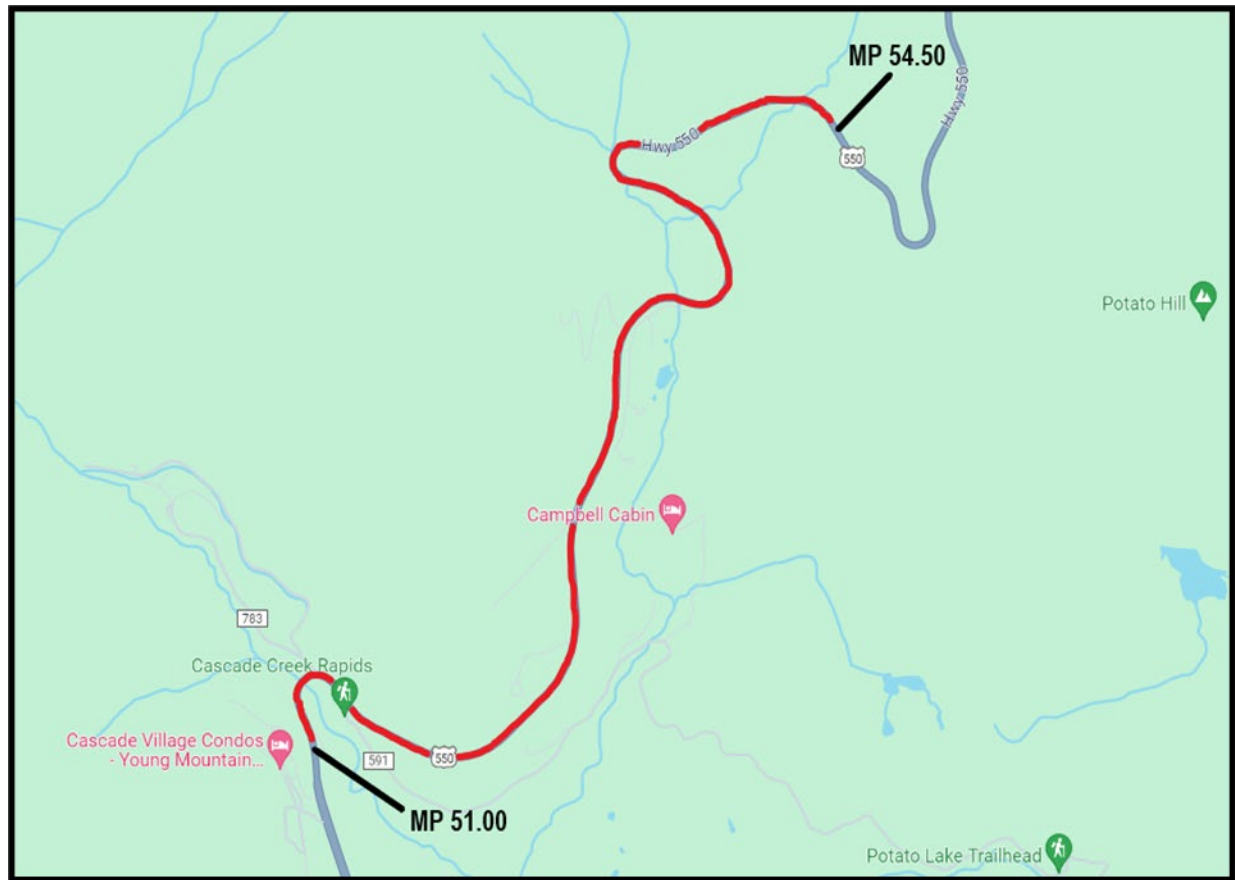 MP 54.50
Hwy 550
Hwy 550
550
Potato Hill
Campbell Cabin
783
Cascade Creek Rapids
Cascade Village Condos
- Young Mountain...
550
591
MP 51.00
Potato Lake Trailhead